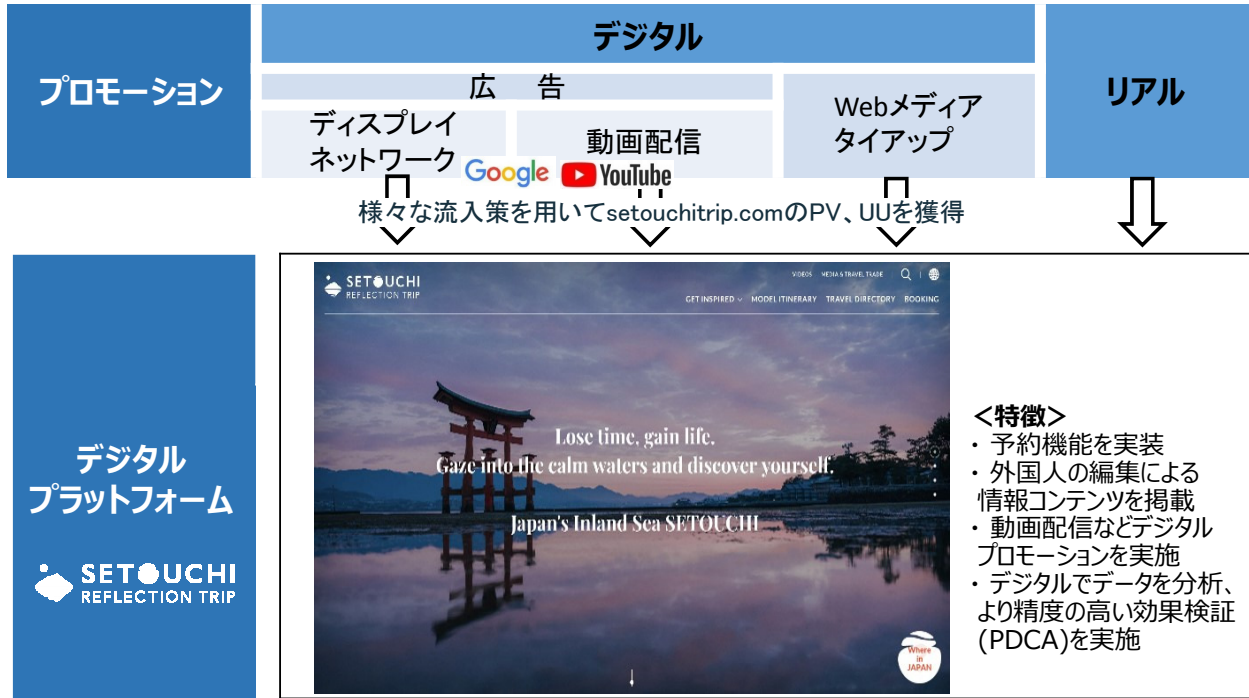 プロモーション
デジタル
リアル
広　告
ディスプレイ
ネットワーク
動画配信
Webメディア
タイアップ
Google
YouTube
様々な流入策を用いてsetouchitrip.comのPV、UUを獲得
デジタル
プラットフォーム
SETOUCHI
REFLECTION TRIP
SETOUCHI
REFLECTION TRIP
VIDEOS MEDIA & TRAVEL TRADE
GET INSPIRED MODEL ITINERARY TRAVEL DIRECTORY BOOKING
Lose time, gain life.
Gaze into the calm waters and discover yourself.
Japan's Inland Sea SETOUCHI
Where
in
JAPAN
＜特徴＞
・ 予約機能を実装
・ 外国人の編集による
情報コンテンツを掲載
・ 動画配信などデジタル
プロモーションを実施
・ デジタルでデータを分析、
より精度の高い効果検証
(PDCA)を実施